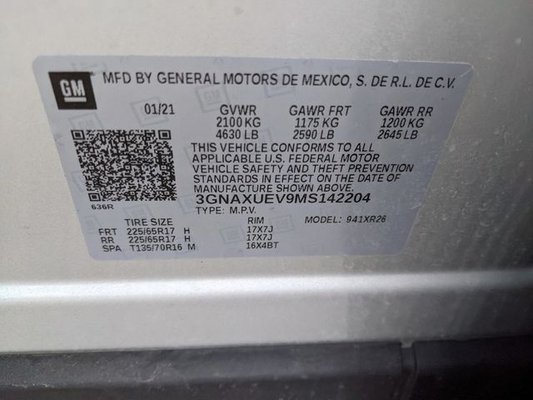 GM MFD BY GENERAL MOTORS DE MEXICO, S. DE R.L. DE C.V.
01/21 GVWR GAWR FRT GAWR RR
2100 KG 1175 KG 1200 KG
4630 LB 2590 LB 2645 LB
THIS VEHICLE CONFORMS TO ALL
APPLICABLE U.S. FEDERAL MOTOR
VEHICLE SAFETY AND THEFT PREVENTION
STANDARDS IN EFFECT ON THE DATE OF
MANUFACTURE SHOWN ABOVE.
3GNAXUEV9MS142204
636R
TYPE: M.P.V.
TIRE SIZE RIM MODEL: 941XR26
FRT 225/65R17 H 17X7J
RR 225/65R17 H 17X7J
SPA T135/70R16 M 16X4BT